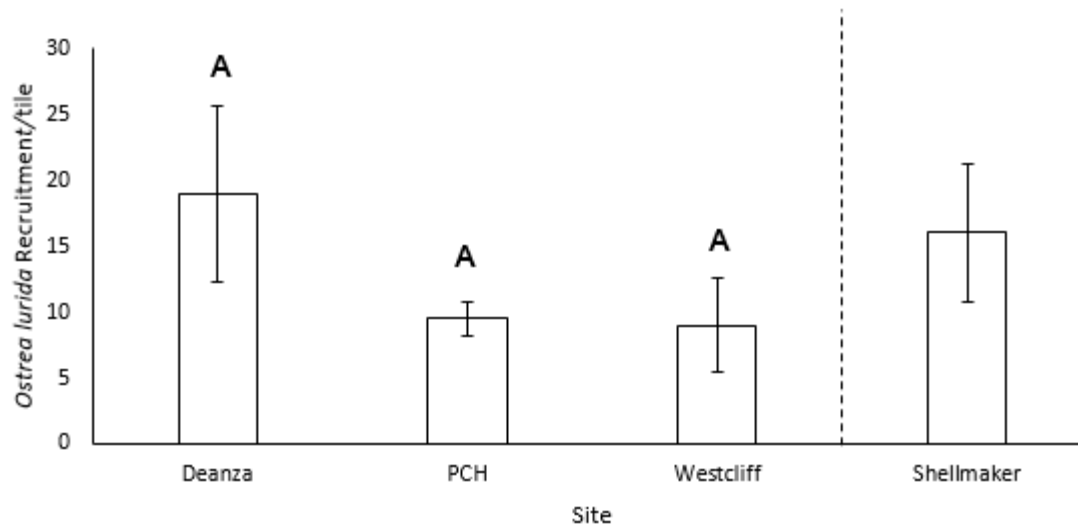 Ostrea lurida Recruitment/tile
30
25
20
15
10
5
0
A
A
A
Deanza PCH Westcliff Shellmaker
Site